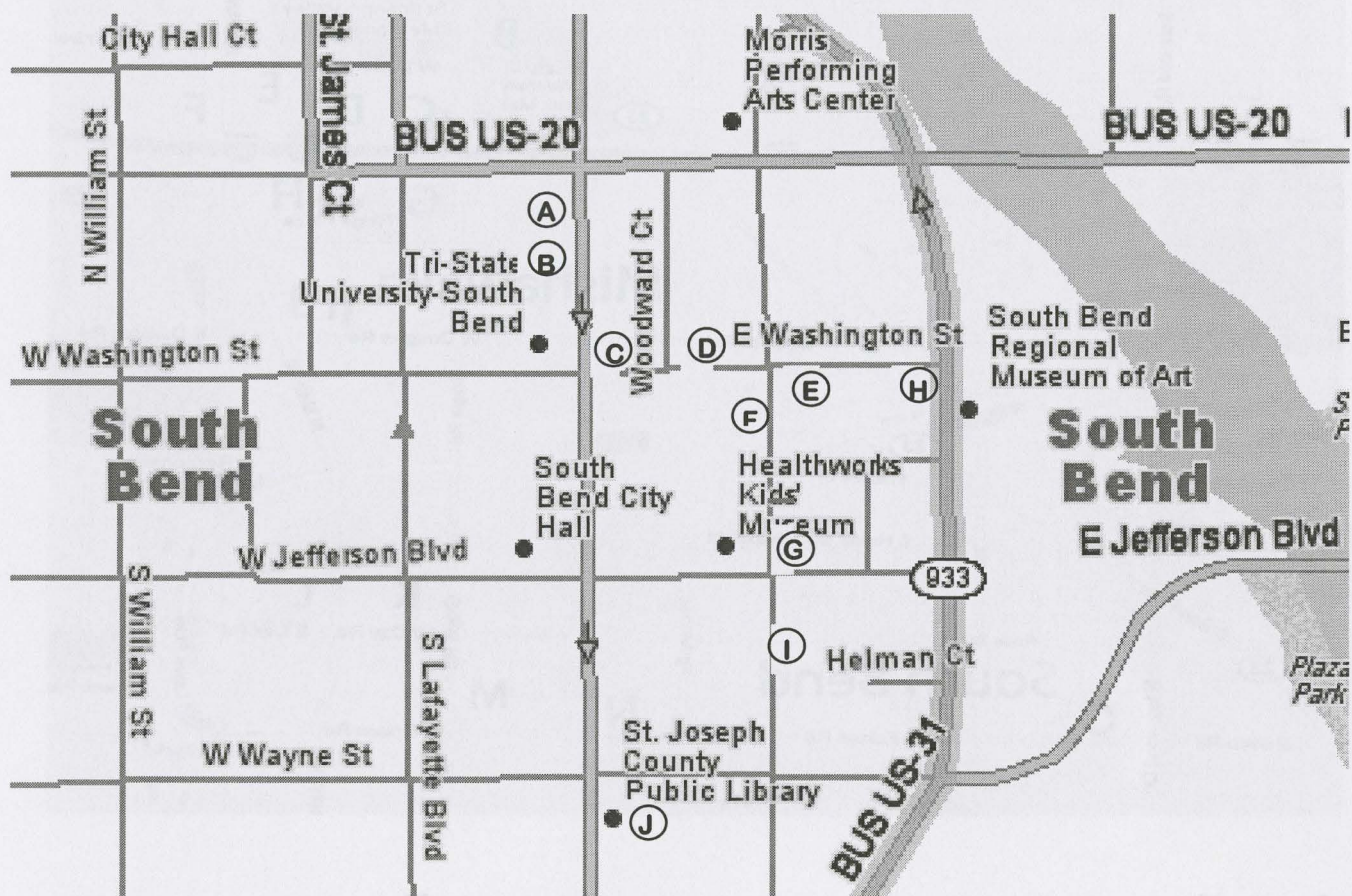 City Hall Ct
St. James Ct
Morris
Performing
Arts Center
BUS US-20
BUS US-20
N William St
A
Woodward Ct
Tri-State
B
University-South
Bend
W Washington St
C
D
E Washington St
South Bend
Regional
Museum of Art
E
H
F
South
Bend
South
Bend
South
Bend City
Hall
Healthworks
Kids'
Museum
G
W Jefferson Blvd
E Jefferson Blvd
933
S William St
S Lafayette Blvd
I
Helman Ct
Plaza
Park
W Wayne St
St. Joseph
County
Public Library
J
BUS US-31